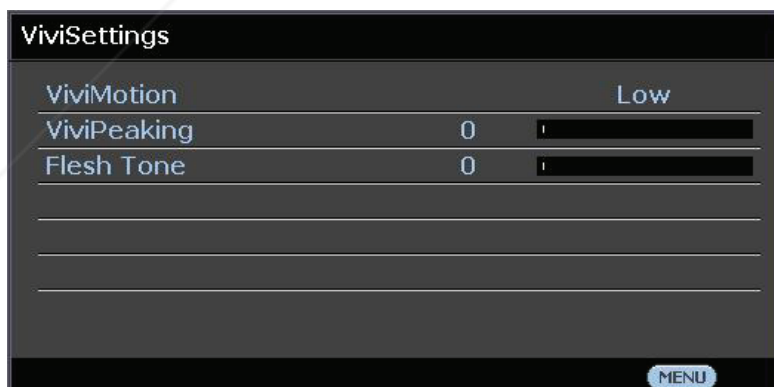 ViviSettings
ViviMotion Low
ViviPeaking 0
Flesh Tone 0
MENU